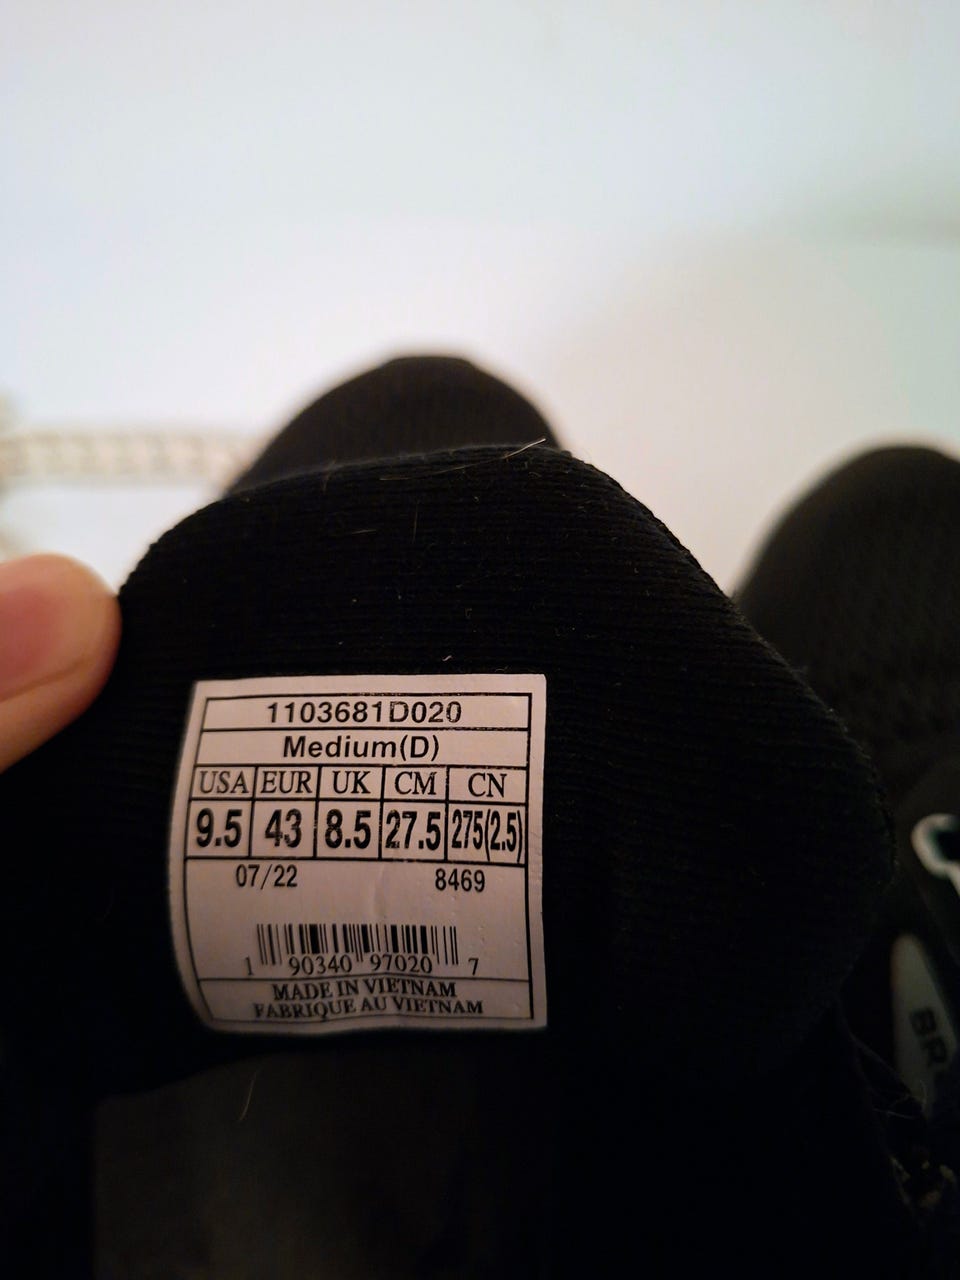 1103681D020
Medium(D)
USA EUR UK CM CN
9.5 43 8.5 27.5 275(2.5)
07/22 8469
1 90340 97020 7
MADE IN VIETNAM
FABRIQUE AU VIETNAM
BR